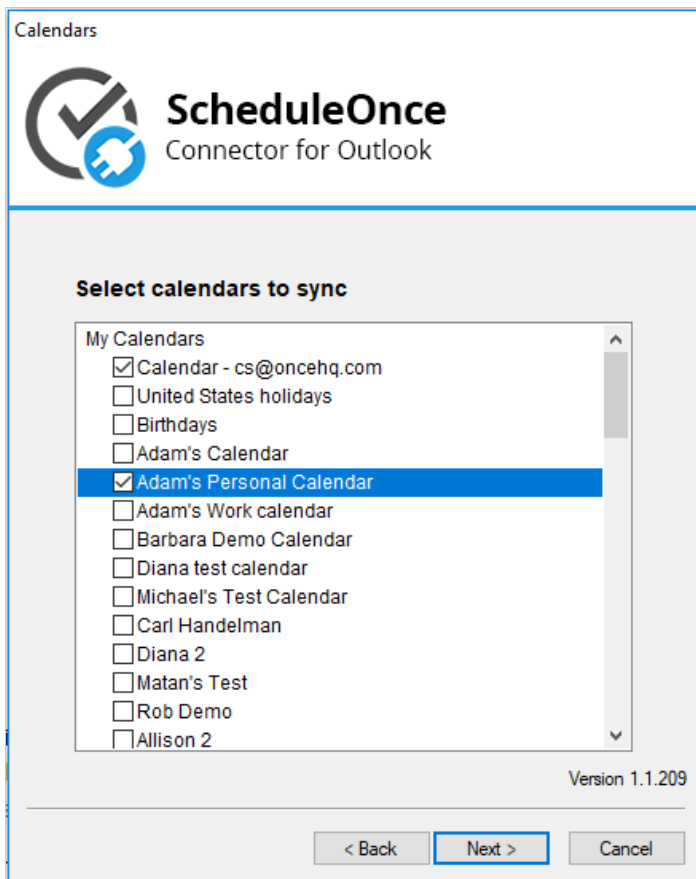 Calendars
ScheduleOnce
Connector for Outlook
Select calendars to sync
My Calendars
Calendar - cs@oncehq.com
United States holidays
Birthdays
Adam's Calendar
Adam's Personal Calendar
Adam's Work calendar
Barbara Demo Calendar
Diana test calendar
Michael's Test Calendar
Carl Handelman
Diana 2
Matan's Test
Rob Demo
Allison 2
Version 1.1.209
< Back Next > Cancel